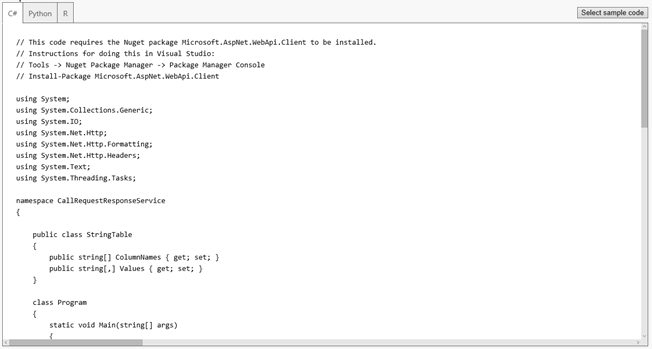 C# Python R
Select sample code
// This code requires the Nuget package Microsoft.AspNet.WebApi.Client to be installed.
// Instructions for doing this in Visual Studio:
// Tools -> Nuget Package Manager -> Package Manager Console
// Install-Package Microsoft.AspNet.WebApi.Client
using System;
using System.Collections.Generic;
using System.IO;
using System.Net.Http;
using System.Net.Http.Formatting;
using System.Net.Http.Headers;
using System.Text;
using System.Threading.Tasks;
namespace CallRequestResponseService
{
public class StringTable
{
public string[] ColumnNames { get; set; }
public string[,] Values { get; set; }
}
class Program
{
static void Main(string[] args)
{